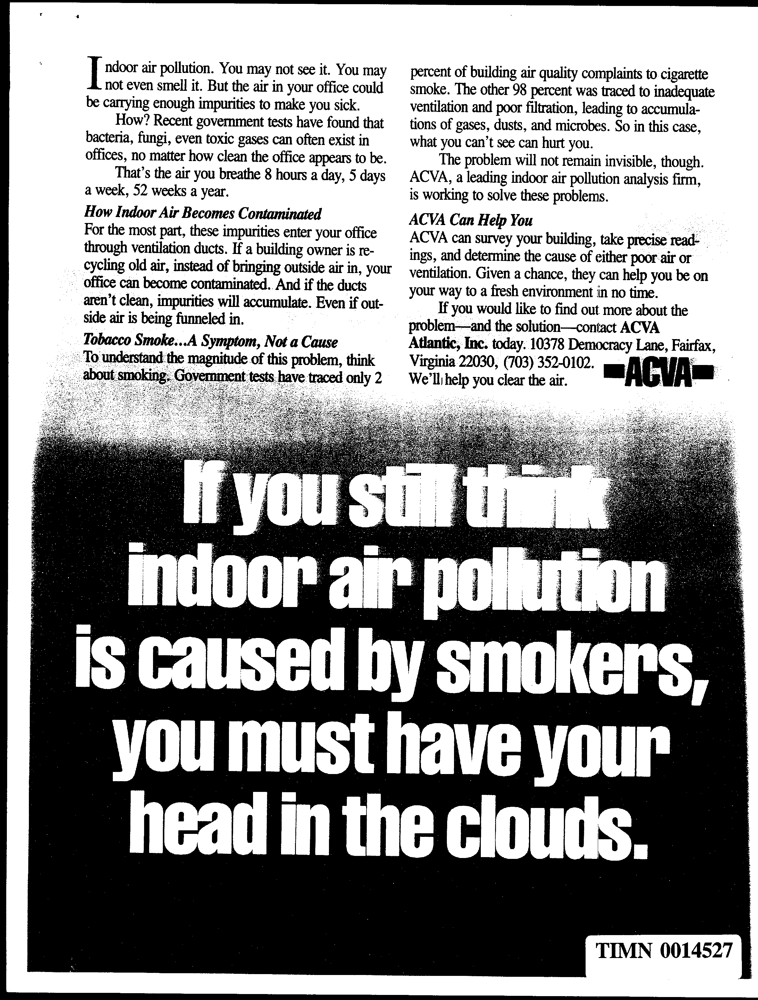 Indoor air pollution. You may not see it. You may
not even smell it. But the air in your office could
be carrying enough impurities to make you sick.
How? Recent government tests have found that
bacteria, fungi, even toxic gases can often exist in
offices, no matter how clean the office appears to be.
That's the air you breathe 8 hours a day, 5 days
a week, 52 weeks a year.
How Indoor Air Becomes Contaminated
For the most part, these impurities enter your office
through ventilation ducts. If a building owner is re-
cycling old air, instead of bringing outside air in, your
office can become contaminated. And if the ducts
aren't clean, impurities will accumulate. Even if out-
side air is being funneled in.
Tobacco Smoke...A Symptom, Not a Cause
To understand the magnitude of this problem, think
about smoking. Government tests have traced only 2
percent of building air quality complaints to cigarette
smoke. The other 98 percent was traced to inadequate
ventilation and poor filtration, leading to accumula-
tions of gases, dusts, and microbes. So in this case,
what you can't see can hurt you.
The problem will not remain invisible, though.
ACVA, a leading indoor air pollution analysis firm,
is working to solve these problems.
ACVA Can Help You
ACVA can survey your building, take precise read-
ings, and determine the cause of either poor air or
ventilation. Given a chance, they can help you be on
your way to a fresh environment in no time.
If you would like to find out more about the
problem—and the solution—contact ACVA
Atlantic, Inc. today. 10378 Democracy Lane, Fairfax,
Virginia 22030, (703) 352-0102.
We'll help you clear the air.
ACVA
If you still think
indoor air pollution
is caused by smokers,
you must have your
head in the clouds.
TIMN 0014527